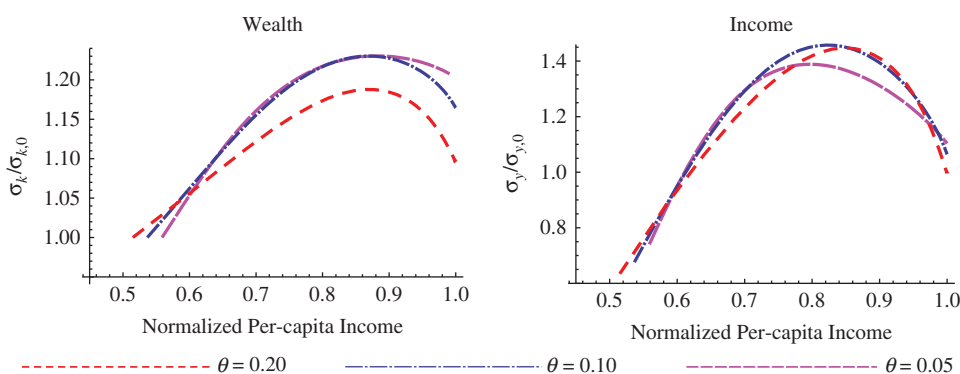 Wealth
σk/σk,0
1.20
1.15
1.10
1.05
1.00
0.5 0.6 0.7 0.8 0.9 1.0
Normalized Per-capita Income
Income
σy/σy,0
1.4
1.2
1.0
0.8
0.5 0.6 0.7 0.8 0.9 1.0
Normalized Per-capita Income
θ = 0.20 θ = 0.10 θ = 0.05